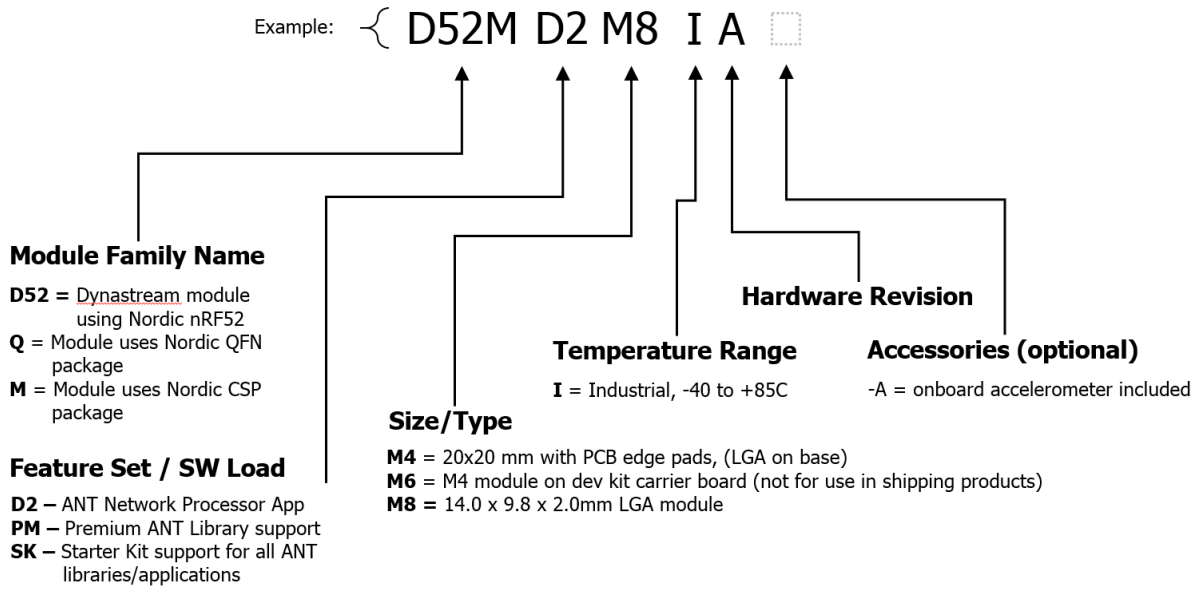 Example: D52M D2 M8 I A
Module Family Name
D52 = Dynastream module
using Nordic nRF52
Q = Module uses Nordic QFN
package
M = Module uses Nordic CSP
package
Feature Set / SW Load
D2 – ANT Network Processor App
PM – Premium ANT Library support
SK – Starter Kit support for all ANT
libraries/applications
Size/Type
M4 = 20x20 mm with PCB edge pads, (LGA on base)
M6 = M4 module on dev kit carrier board (not for use in shipping products)
M8 = 14.0 x 9.8 x 2.0mm LGA module
Temperature Range
I = Industrial, -40 to +85C
Hardware Revision
Accessories (optional)
-A = onboard accelerometer included